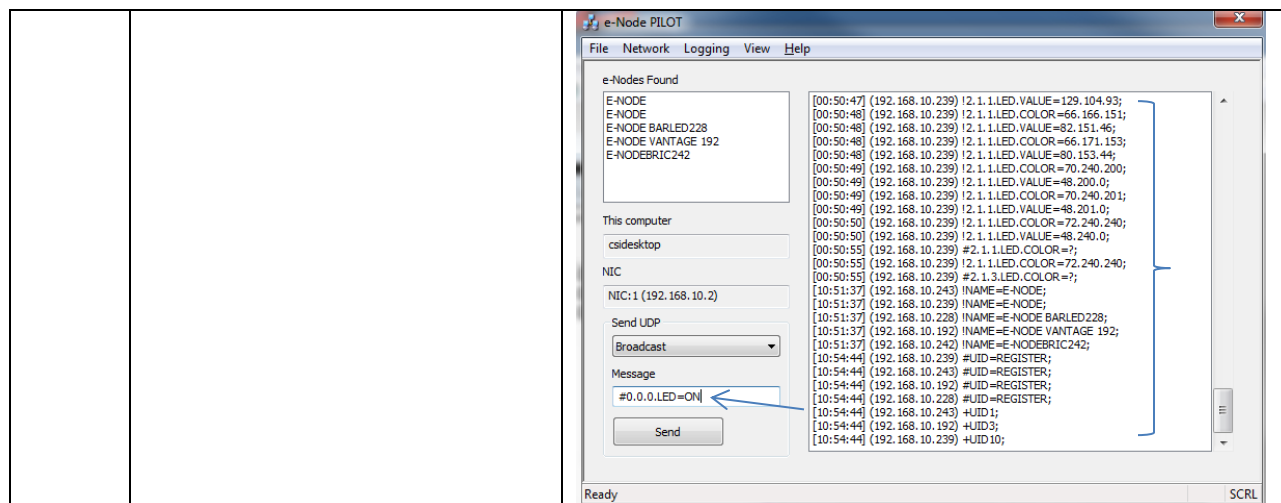 e-Node PILOT
File Network Logging View Help
e-Nodes Found
E-NODE
E-NODE
E-NODE BARLED228
E-NODE VANTAGE 192
E-NODEBRIC242
This computer
csidesktop
NIC
NIC:1 (192.168.10.2)
Send UDP
Broadcast
Message
#0.0.0.LED=ON
Send
[00:50:47] (192.168.10.239) !2.1.1.LED.VALUE=129.104.93;
[00:50:48] (192.168.10.239) !2.1.1.LED.COLOR=66.166.151;
[00:50:48] (192.168.10.239) !2.1.1.LED.VALUE=82.151.46;
[00:50:48] (192.168.10.239) !2.1.1.LED.COLOR=66.171.153;
[00:50:48] (192.168.10.239) !2.1.1.LED.VALUE=80.153.44;
[00:50:49] (192.168.10.239) !2.1.1.LED.COLOR=70.240.200;
[00:50:49] (192.168.10.239) !2.1.1.LED.VALUE=48.200.0;
[00:50:49] (192.168.10.239) !2.1.1.LED.COLOR=70.240.201;
[00:50:49] (192.168.10.239) !2.1.1.LED.VALUE=48.201.0;
[00:50:50] (192.168.10.239) !2.1.1.LED.COLOR=72.240.240;
[00:50:50] (192.168.10.239) !2.1.1.LED.VALUE=48.240.0;
[00:50:55] (192.168.10.239) #2.1.1.LED.COLOR=?;
[00:50:55] (192.168.10.239) !2.1.1.LED.COLOR=72.240.240;
[00:50:55] (192.168.10.239) #2.1.3.LED.COLOR=?;
[10:51:37] (192.168.10.243) !NAME=E-NODE;
[10:51:37] (192.168.10.239) !NAME=E-NODE;
[10:51:37] (192.168.10.228) !NAME=E-NODE BARLED228;
[10:51:37] (192.168.10.192) !NAME=E-NODE VANTAGE 192;
[10:51:37] (192.168.10.242) !NAME=E-NODEBRIC242;
[10:54:44] (192.168.10.239) #UID=REGISTER;
[10:54:44] (192.168.10.243) #UID=REGISTER;
[10:54:44] (192.168.10.192) #UID=REGISTER;
[10:54:44] (192.168.10.228) #UID=REGISTER;
[10:54:44] (192.168.10.243) +UID1;
[10:54:44] (192.168.10.192) +UID3;
[10:54:44] (192.168.10.239) +UID10;
Ready
SCRL